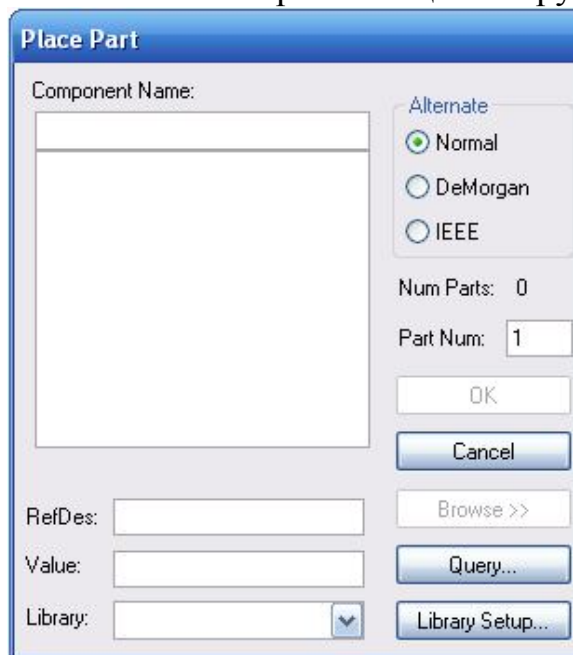 Place Part
Component Name:
Alternate
Normal
DeMorgan
IEEE
Num Parts: 0
Part Num: 1
OK
Cancel
RefDes:
Browse >>
Value:
Query...
Library:
Library Setup...